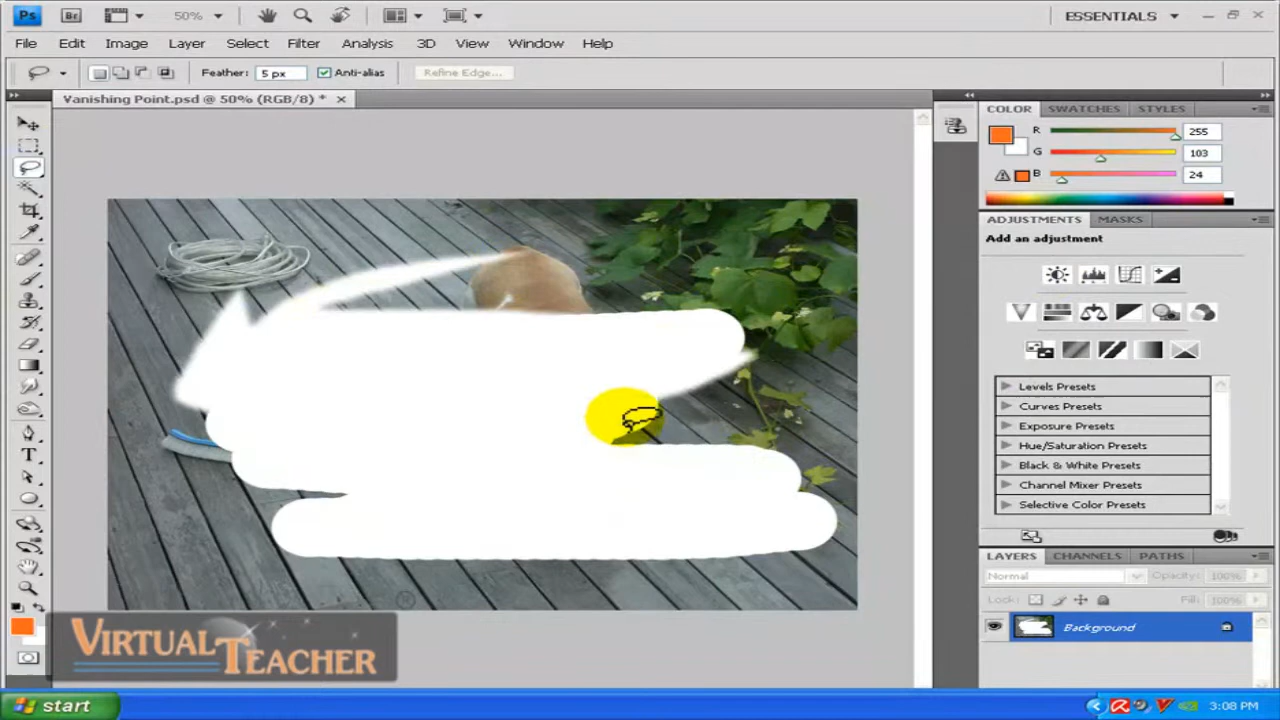 Ps Br 50% ESSENTIALS
File Edit Image Layer Select Filter Analysis 3D View Window Help
Feather: 5 px Anti-alias Refine Edge...
Vanishing Point.psd @ 50% (RGB/8) *
COLOR SWATCHES STYLES
R 255
G 103
B 24
ADJUSTMENTS MASKS
Add an adjustment
Levels Presets
Curves Presets
Exposure Presets
Hue/Saturation Presets
Black & White Presets
Channel Mixer Presets
Selective Color Presets
LAYERS CHANNELS PATHS
Normal Opacity: 100%
Lock: Fill: 100%
Background
T
VIRTUAL TEACHER
start 3:08 PM